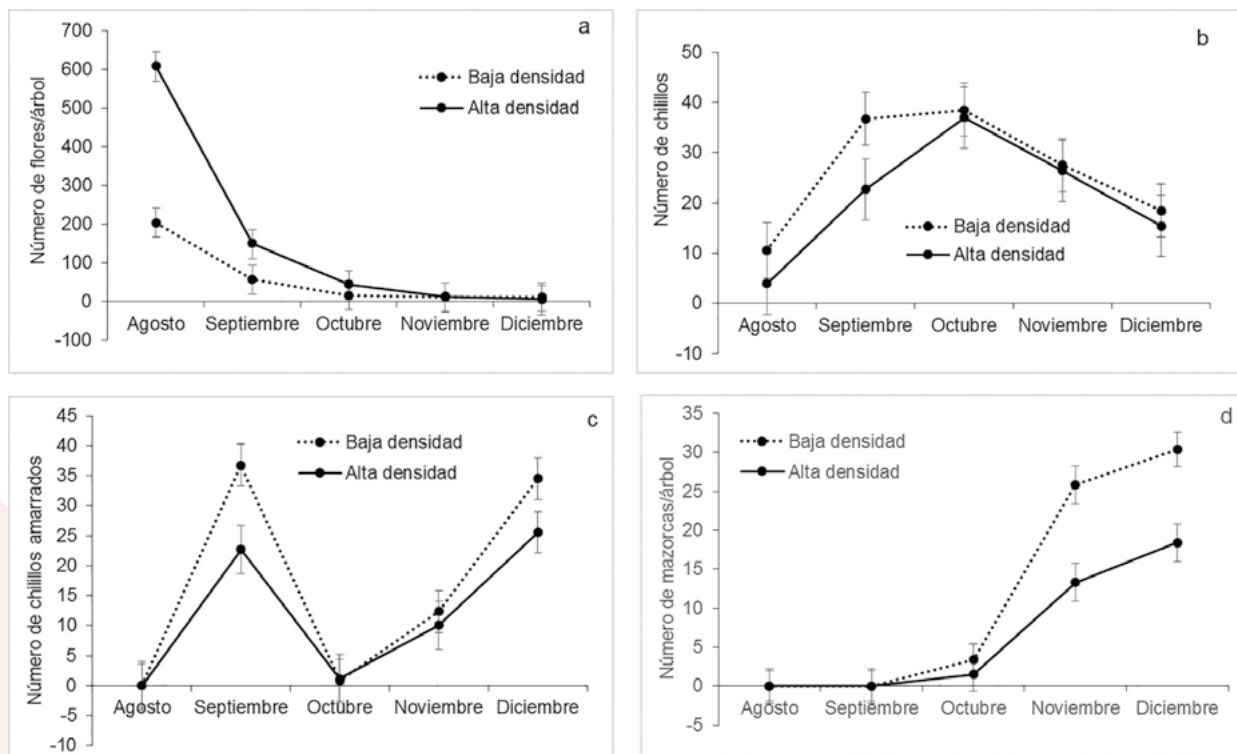 a
Número de flores/árbol
700
600
500
400
300
200
100
0
-100
Baja densidad
Alta densidad
Agosto Septiembre Octubre Noviembre Diciembre
b
Número de chilillos
50
40
30
20
10
0
-10
Baja densidad
Alta densidad
Agosto Septiembre Octubre Noviembre Diciembre
c
Número de chilillos amarrados
45
40
35
30
25
20
15
10
5
0
-5
-10
Baja densidad
Alta densidad
Agosto Septiembre Octubre Noviembre Diciembre
d
Número de mazorcas/árbol
35
30
25
20
15
10
5
0
-5
Baja densidad
Alta densidad
Agosto Septiembre Octubre Noviembre Diciembre